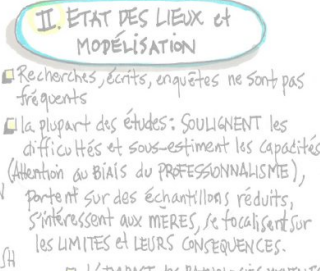 II. ETAT DES LIEUX et
MODÉLISATION
Recherches, écrits, enquêtes ne sont pas
fréquents
la plupart des études: SOULIGNENT les
difficultés et sous-estiment les capacités
(Attention au BIAIS du PROFESSIONNALISME),
portent sur des échantillons réduits,
s'intéressent aux MERES, se focalisent sur
les LIMITES et LEURS CONSEQUENCES.